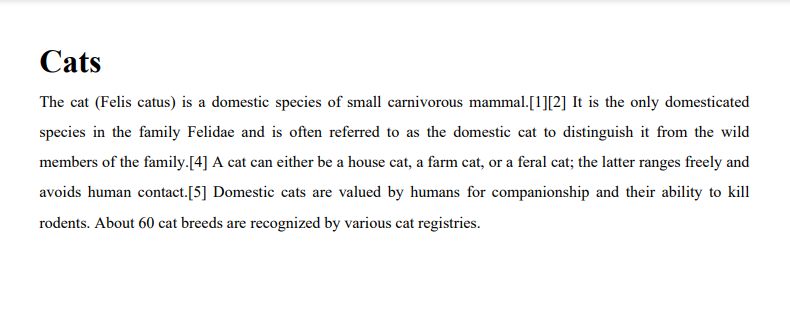 Cats
The cat (Felis catus) is a domestic species of small carnivorous mammal.[1][2] It is the only domesticated
species in the family Felidae and is often referred to as the domestic cat to distinguish it from the wild
members of the family.[4] A cat can either be a house cat, a farm cat, or a feral cat; the latter ranges freely and
avoids human contact.[5] Domestic cats are valued by humans for companionship and their ability to kill
rodents. About 60 cat breeds are recognized by various cat registries.